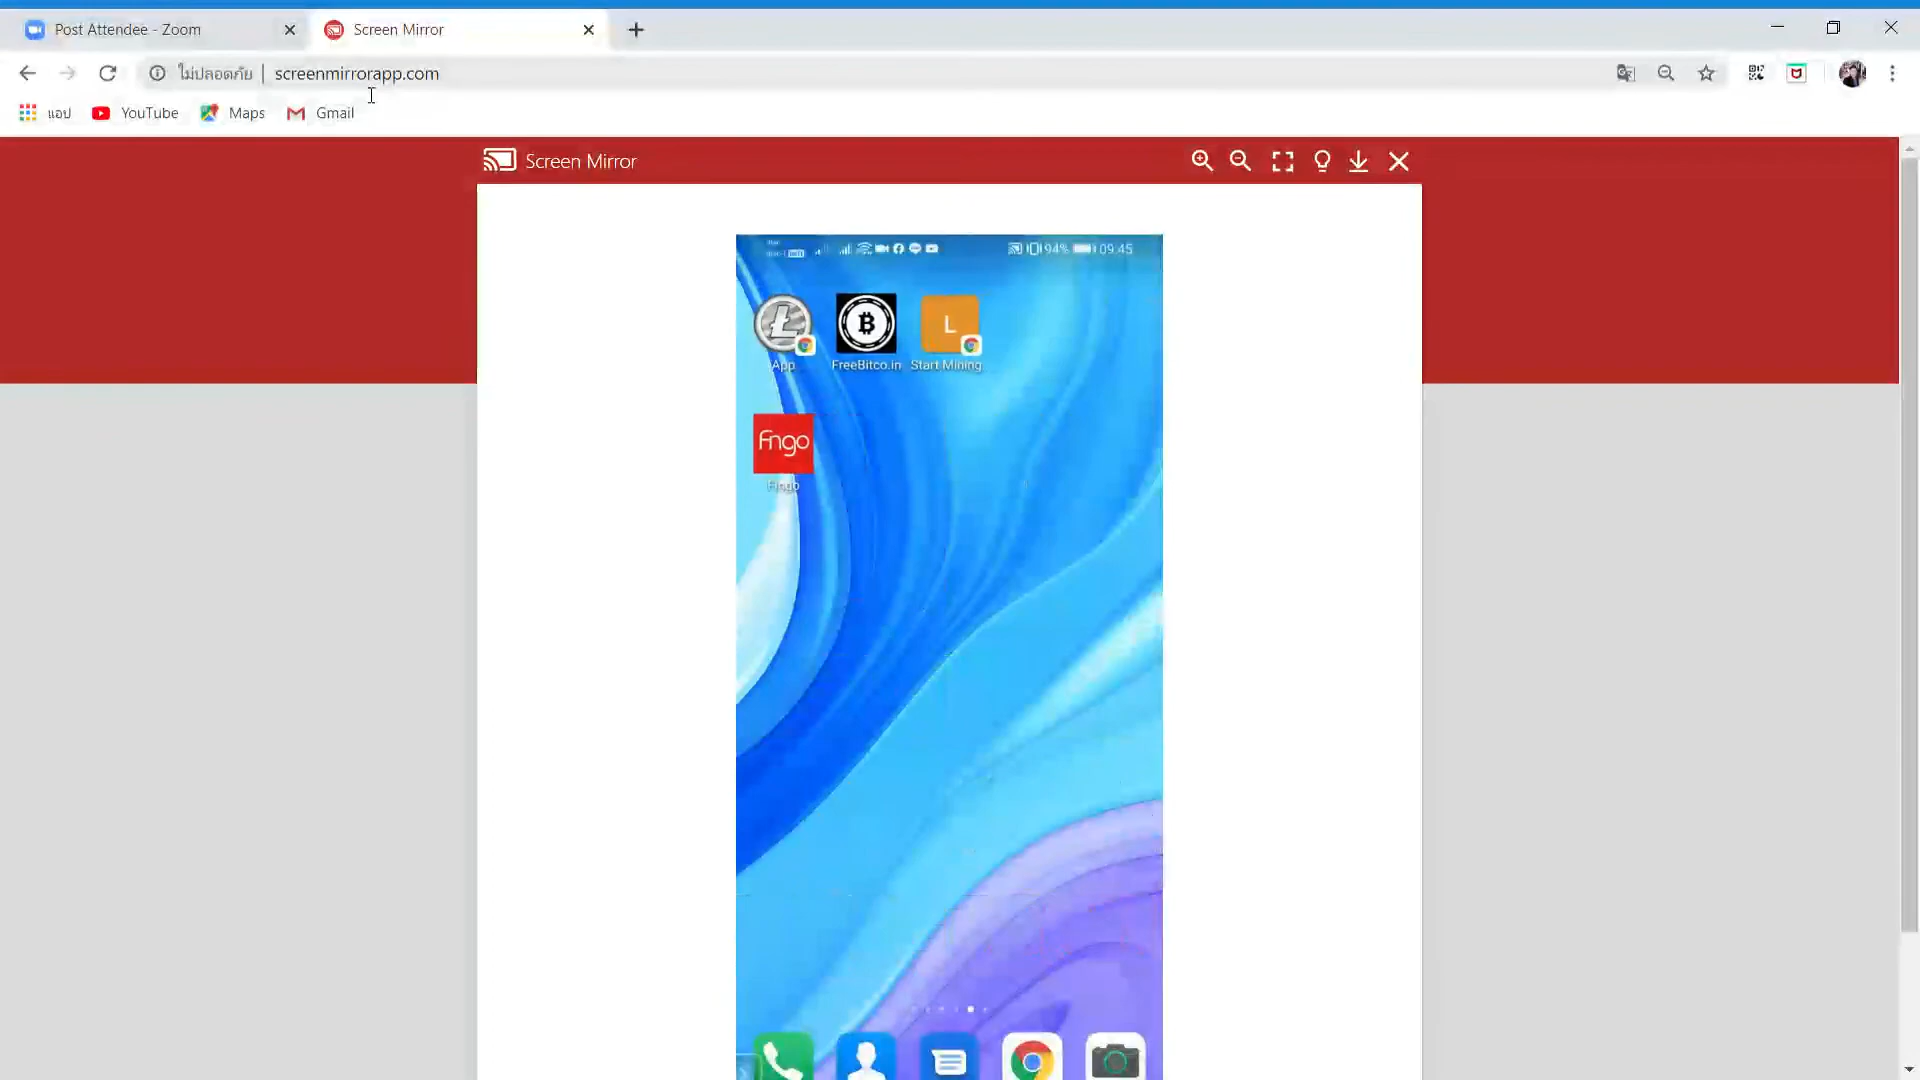 Post Attendee - Zoom
Screen Mirror
ไม่ปลอดภัย | screenmirrorapp.com
แอป YouTube Maps Gmail
Screen Mirror
94% 09:45
App FreeBitco.in Start Mining
L
Fngo
Fingo